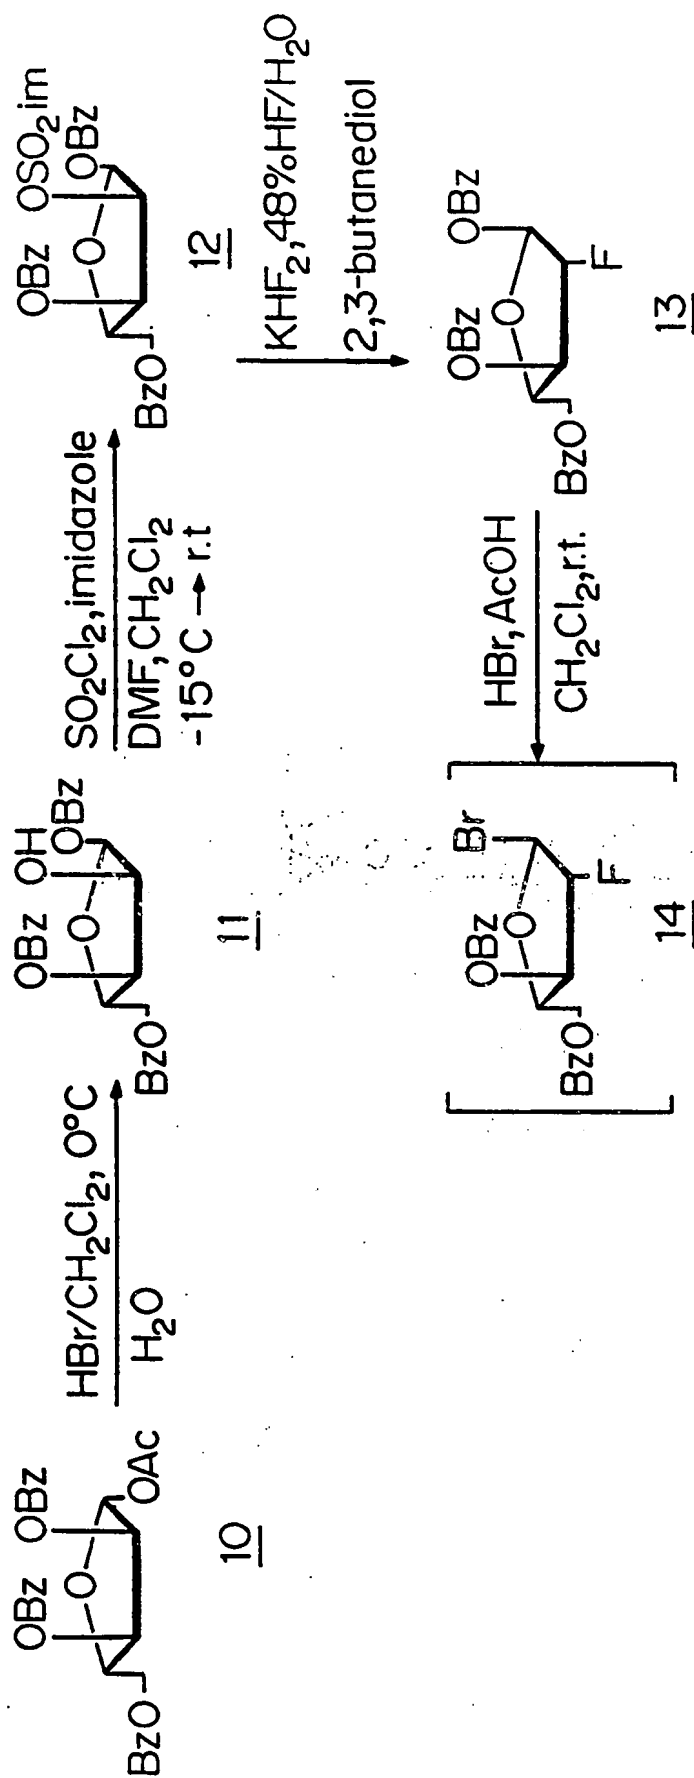 BzO
OBz
OBz
O
OAc
10
HBr/CH2Cl2, 0°C
H2O
BzO
OBz
OH
OBz
O
11
SO2Cl2, imidazole
DMF, CH2Cl2
-15°C → r.t
BzO
OBz
OSO2im
OBz
O
12
KHF2, 48%HF/H2O
2,3-butanediol
BzO
OBz
OBz
O
F
13
HBr, AcOH
CH2Cl2, r.t.
BzO
OBz
Br
O
F
14